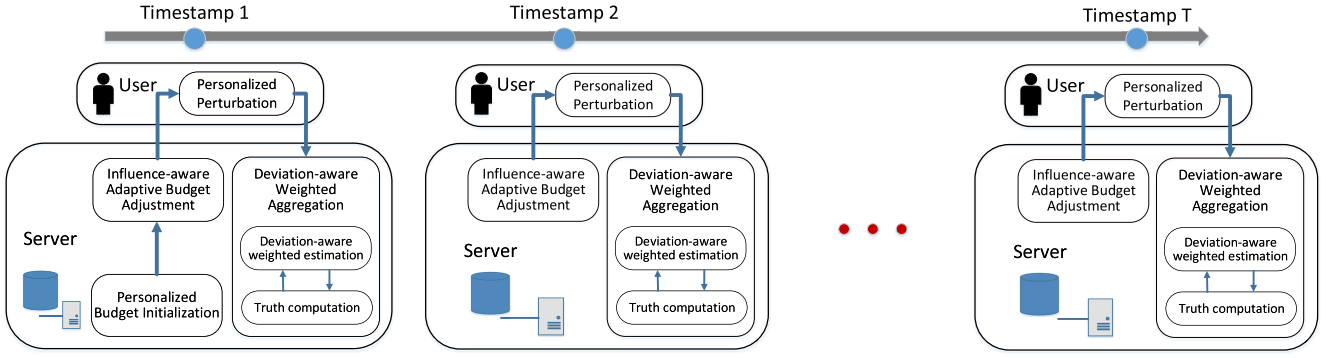 Timestamp 1
Timestamp 2
Timestamp T
User
Personalized
Perturbation
Influence-aware
Adaptive Budget
Adjustment
Deviation-aware
Weighted
Aggregation
Server
Deviation-aware
weighted estimation
Personalized
Budget Initialization
Truth computation
User
Personalized
Perturbation
Influence-aware
Adaptive Budget
Adjustment
Deviation-aware
Weighted
Aggregation
Server
Deviation-aware
weighted estimation
Truth computation
User
Personalized
Perturbation
Influence-aware
Adaptive Budget
Adjustment
Deviation-aware
Weighted
Aggregation
Server
Deviation-aware
weighted estimation
Truth computation